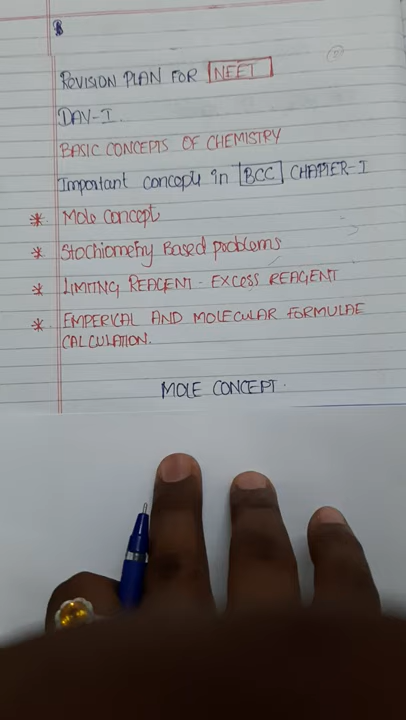 REVISION PLAN FOR NEET
DAY-I
BASIC CONCEPTS OF CHEMISTRY
Important concepts in BCC CHAPTER-I
* Mole concept
* Stochiometry Based problems
* LIMITING REAGENT - EXCESS REAGENT
* EMPERICAL AND MOLECULAR FORMULAE
CALCULATION.
MOLE CONCEPT.